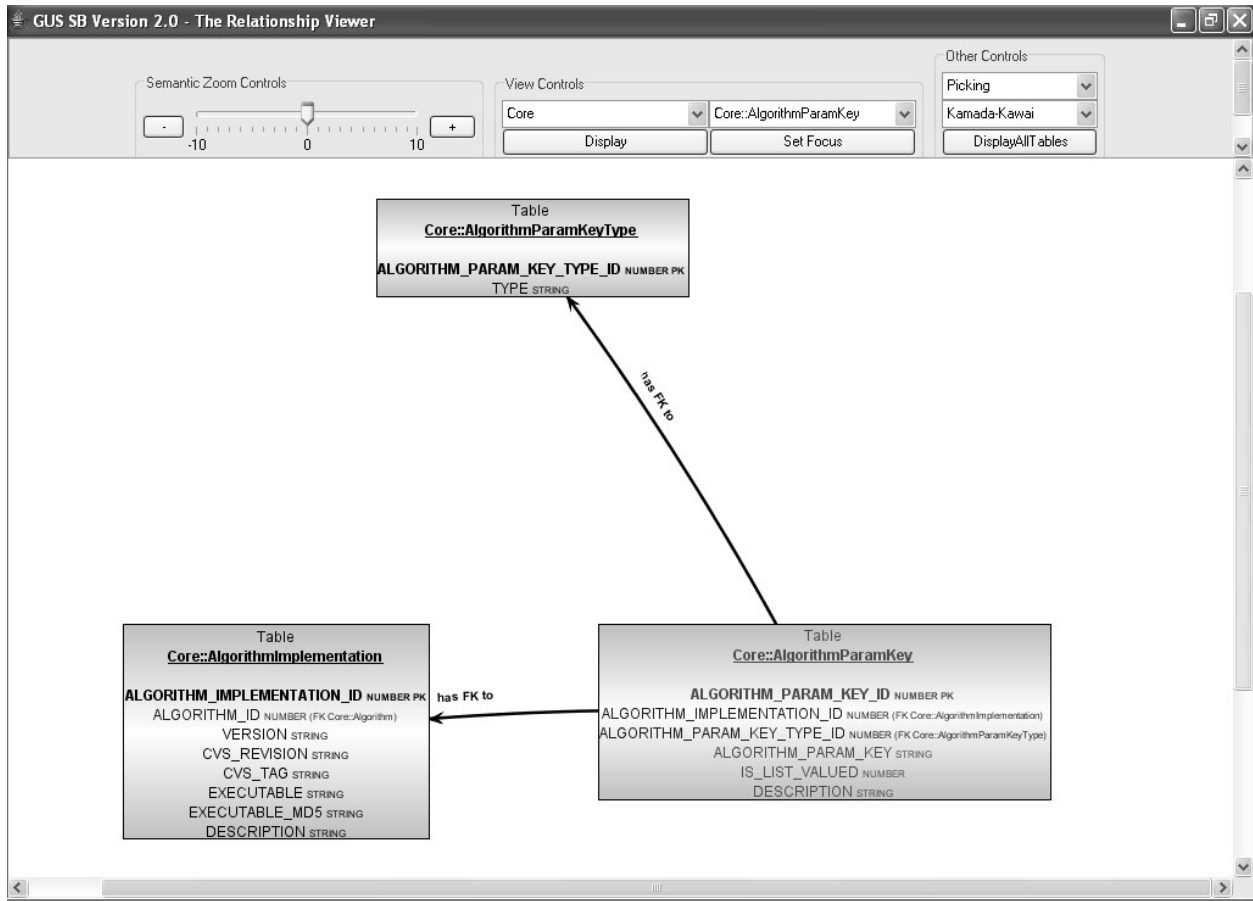 GUS SB Version 2.0 - The Relationship Viewer
Semantic Zoom Controls
-
+
-10 0 10
View Controls
Core
Core::AlgorithmParamKey
Display
Set Focus
Other Controls
Picking
Kamada-Kawai
DisplayAllTables
Table
Core::AlgorithmParamKeyType
ALGORITHM_PARAM_KEY_TYPE_ID NUMBER PK
TYPE STRING
has FK to
Table
Core::AlgorithmImplementation
ALGORITHM_IMPLEMENTATION_ID NUMBER PK
ALGORITHM_ID NUMBER (FK Core::Algorithm)
VERSION STRING
CVS_REVISION STRING
CVS_TAG STRING
EXECUTABLE STRING
EXECUTABLE_MD5 STRING
DESCRIPTION STRING
has FK to
Table
Core::AlgorithmParamKey
ALGORITHM_PARAM_KEY_ID NUMBER PK
ALGORITHM_IMPLEMENTATION_ID NUMBER (FK Core::AlgorithmImplementation)
ALGORITHM_PARAM_KEY_TYPE_ID NUMBER (FK Core::AlgorithmParamKeyType)
ALGORITHM_PARAM_KEY STRING
IS_LIST_VALUED NUMBER
DESCRIPTION STRING